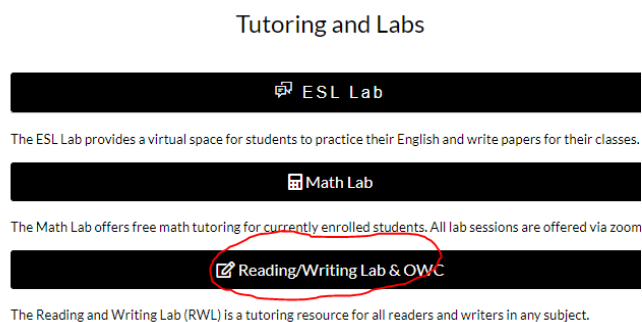 Tutoring and Labs
ESL Lab
The ESL Lab provides a virtual space for students to practice their English and write papers for their classes.
Math Lab
The Math Lab offers free math tutoring for currently enrolled students. All lab sessions are offered via zoom
Reading/Writing Lab & OWC
The Reading and Writing Lab (RWL) is a tutoring resource for all readers and writers in any subject.